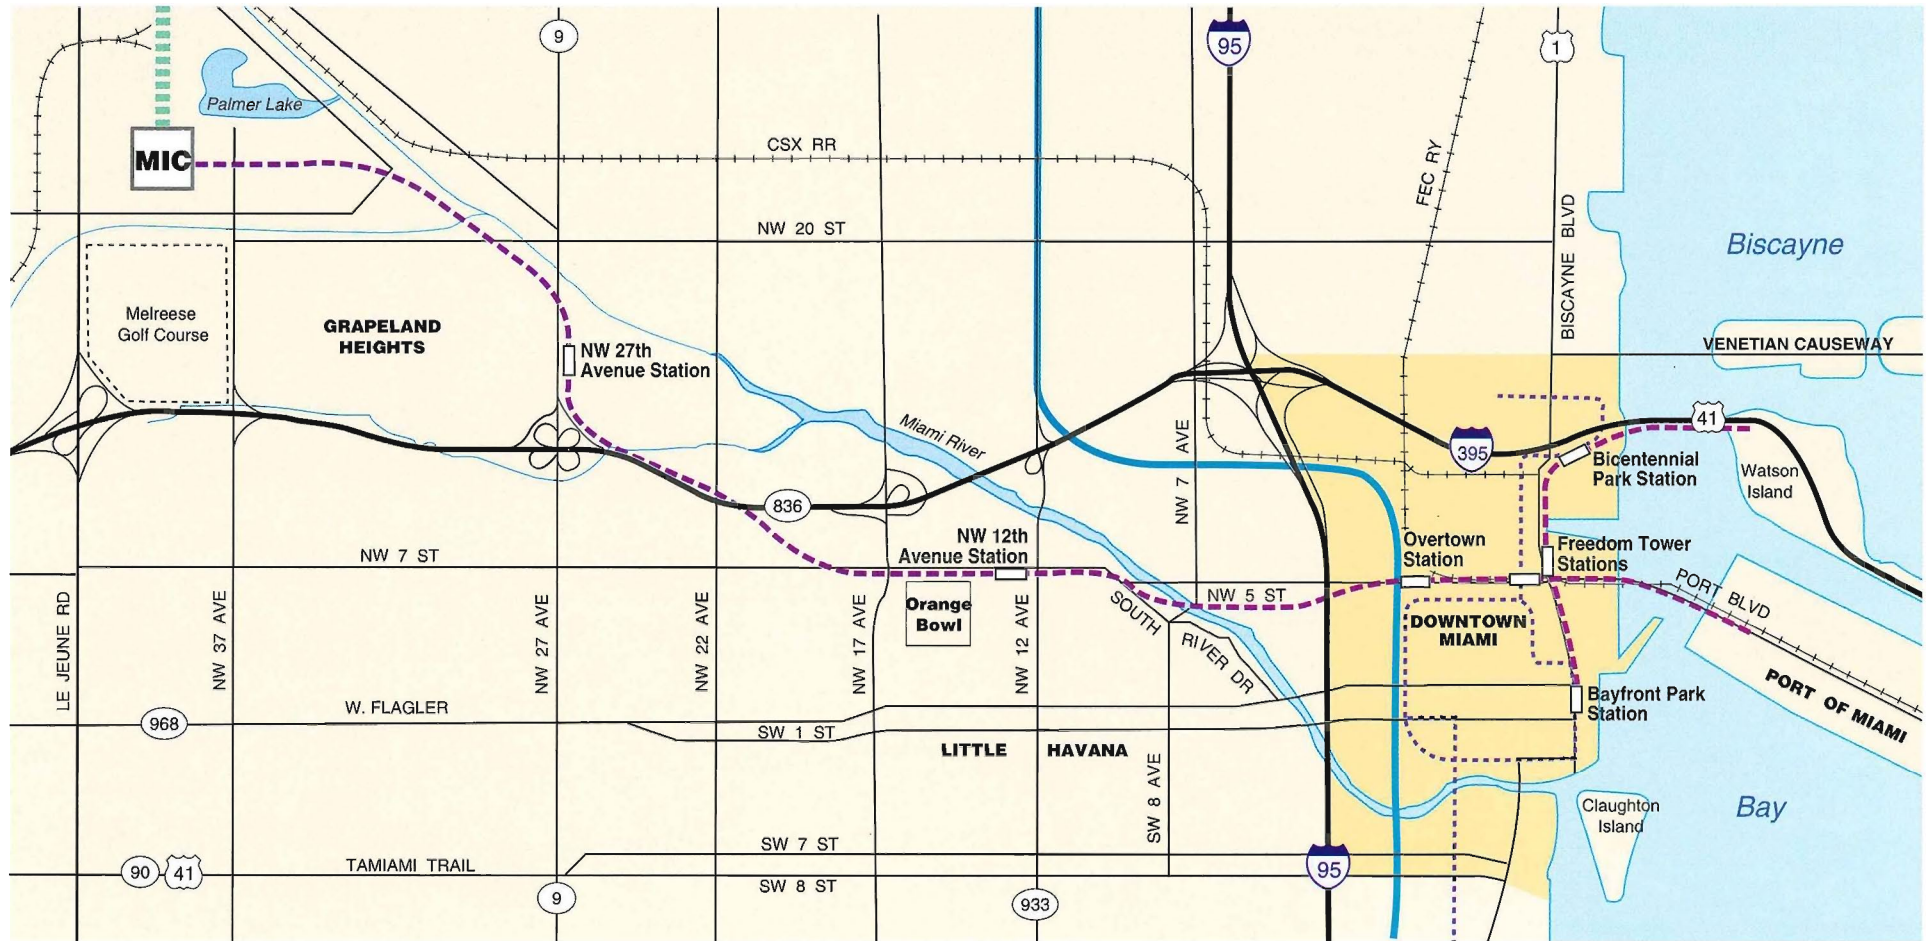 9
95
1
Palmer Lake
MIC
CSX RR
FEC RY
NW 20 ST
BISCAYNE BLVD
Biscayne
Melreese
Golf Course
GRAPELAND
HEIGHTS
NW 27th
Avenue Station
VENETIAN CAUSEWAY
Miami River
NW 7 AVE
395
41
Bicentennial
Park Station
Watson
Island
836
NW 12th
Avenue Station
Overtown
Station
Freedom Tower
Stations
NW 7 ST
PORT BLVD
LE JEUNE RD
NW 37 AVE
NW 27 AVE
NW 22 AVE
NW 17 AVE
Orange
Bowl
NW 12 AVE
SOUTH RIVER DR
NW 5 ST
DOWNTOWN
MIAMI
PORT OF MIAMI
Bayfront Park
Station
968
W. FLAGLER
SW 1 ST
LITTLE HAVANA
SW 8 AVE
Claughton
Island
Bay
90
41
TAMIAMI TRAIL
SW 7 ST
SW 8 ST
95
9
933